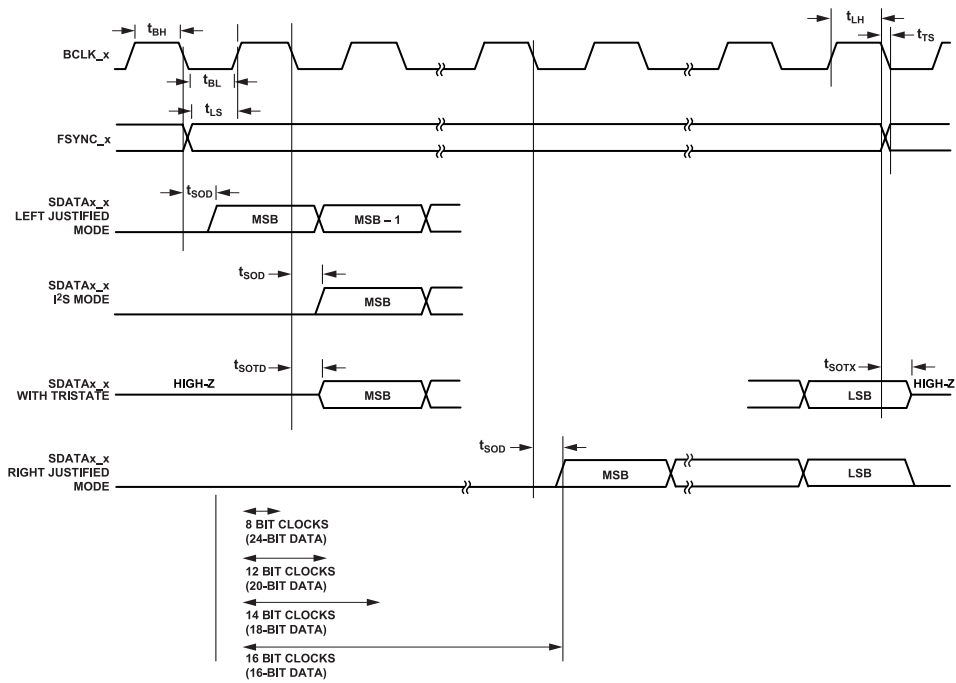 tBH
tLH
tTS
BCLK_x
tBL
tLS
FSYNC_x
tSOD
SDATAx_x
LEFT JUSTIFIED
MODE
MSB
MSB – 1
tSOD
SDATAx_x
I2S MODE
MSB
tSOTD
tSOTX
SDATAx_x
WITH TRISTATE
HIGH-Z
MSB
LSB
HIGH-Z
tSOD
SDATAx_x
RIGHT JUSTIFIED
MODE
MSB
LSB
8 BIT CLOCKS
(24-BIT DATA)
12 BIT CLOCKS
(20-BIT DATA)
14 BIT CLOCKS
(18-BIT DATA)
16 BIT CLOCKS
(16-BIT DATA)